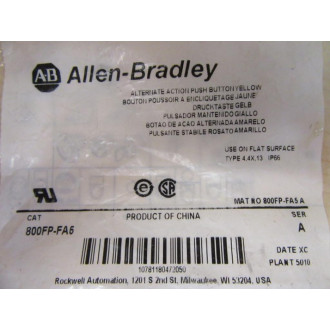 AB Allen-Bradley
ALTERNATE ACTION PUSH BUTTON YELLOW
BOUTON POUSSOIR A ENCLIQUETAGE JAUNE
DRUCKTASTE GELB
PULSADOR MANTENIDO GIALLO
BOTAO DE ACAO ALTERNADA AMARELO
PULSANTE STABILE ROSATO AMARILLO
USE ON FLAT SURFACE
TYPE 4,4X,13 IP66
MAT NO 800FP-FA5 A
CAT
PRODUCT OF CHINA
SER
800FP-FA5
A
DATE XC
PLANT 5010
Rockwell Automation, 1201 S 2nd St, Milwaukee, WI 53204, USA